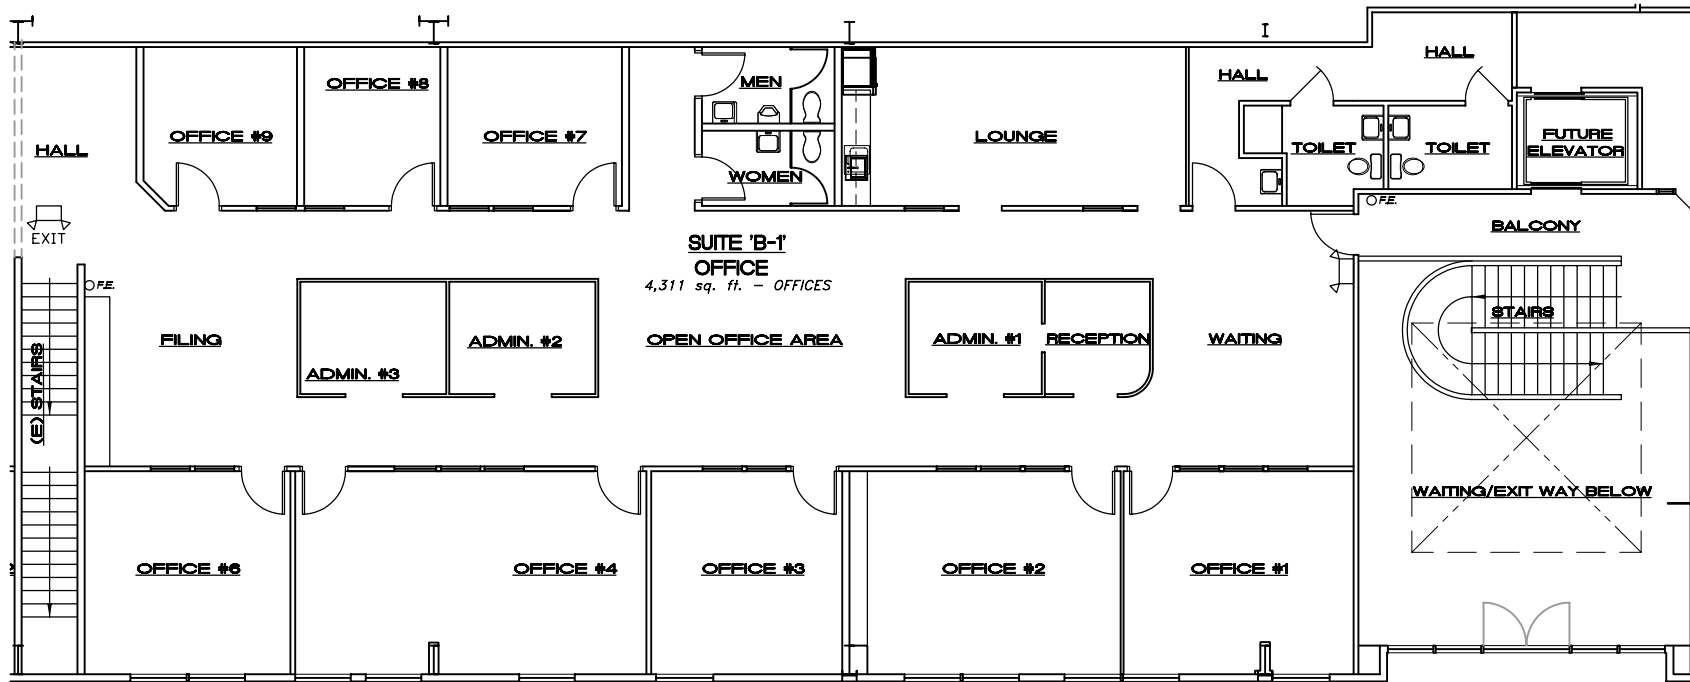 HALL
HALL
OFFICE #8
MEN
OFFICE #9
OFFICE #7
LOUNGE
FUTURE
ELEVATOR
HALL
TOILET
TOILET
WOMEN
F.E.
EXIT
BALCONY
SUITE 'B-1'
OFFICE
4,311 sq. ft. - OFFICES
F.E.
STAIRS
FILING
ADMIN. #2
OPEN OFFICE AREA
ADMIN. #1
RECEPTION
WAITING
ADMIN. #3
(E) STAIRS
WAITING/EXIT WAY BELOW
OFFICE #6
OFFICE #4
OFFICE #3
OFFICE #2
OFFICE #1